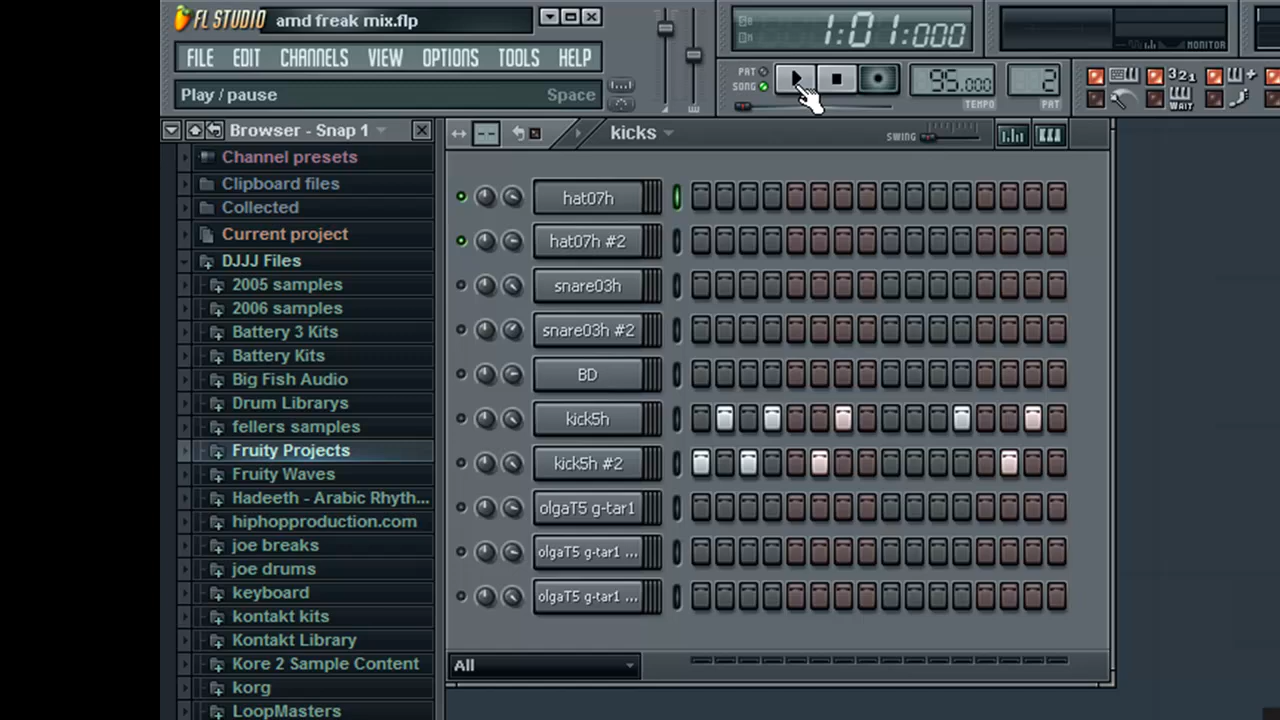 FL STUDIO
amd freak mix.flp
FILE EDIT CHANNELS VIEW OPTIONS TOOLS HELP
Play / pause Space
1:01:000
MONITOR
PAT
SONG
95.000
TEMPO
2
PAT
321
WAIT
Browser - Snap 1
Channel presets
Clipboard files
Collected
Current project
DJJJ Files
2005 samples
2006 samples
Battery 3 Kits
Battery Kits
Big Fish Audio
Drum Librarys
fellers samples
Fruity Projects
Fruity Waves
Hadeeth - Arabic Rhyth...
hiphopproduction.com
joe breaks
joe drums
keyboard
kontakt kits
Kontakt Library
Kore 2 Sample Content
korg
LoopMasters
kicks
SWING
hat07h
hat07h #2
snare03h
snare03h #2
BD
kick5h
kick5h #2
olgaT5 g-tar1
olgaT5 g-tar1 ...
olgaT5 g-tar1 ...
All